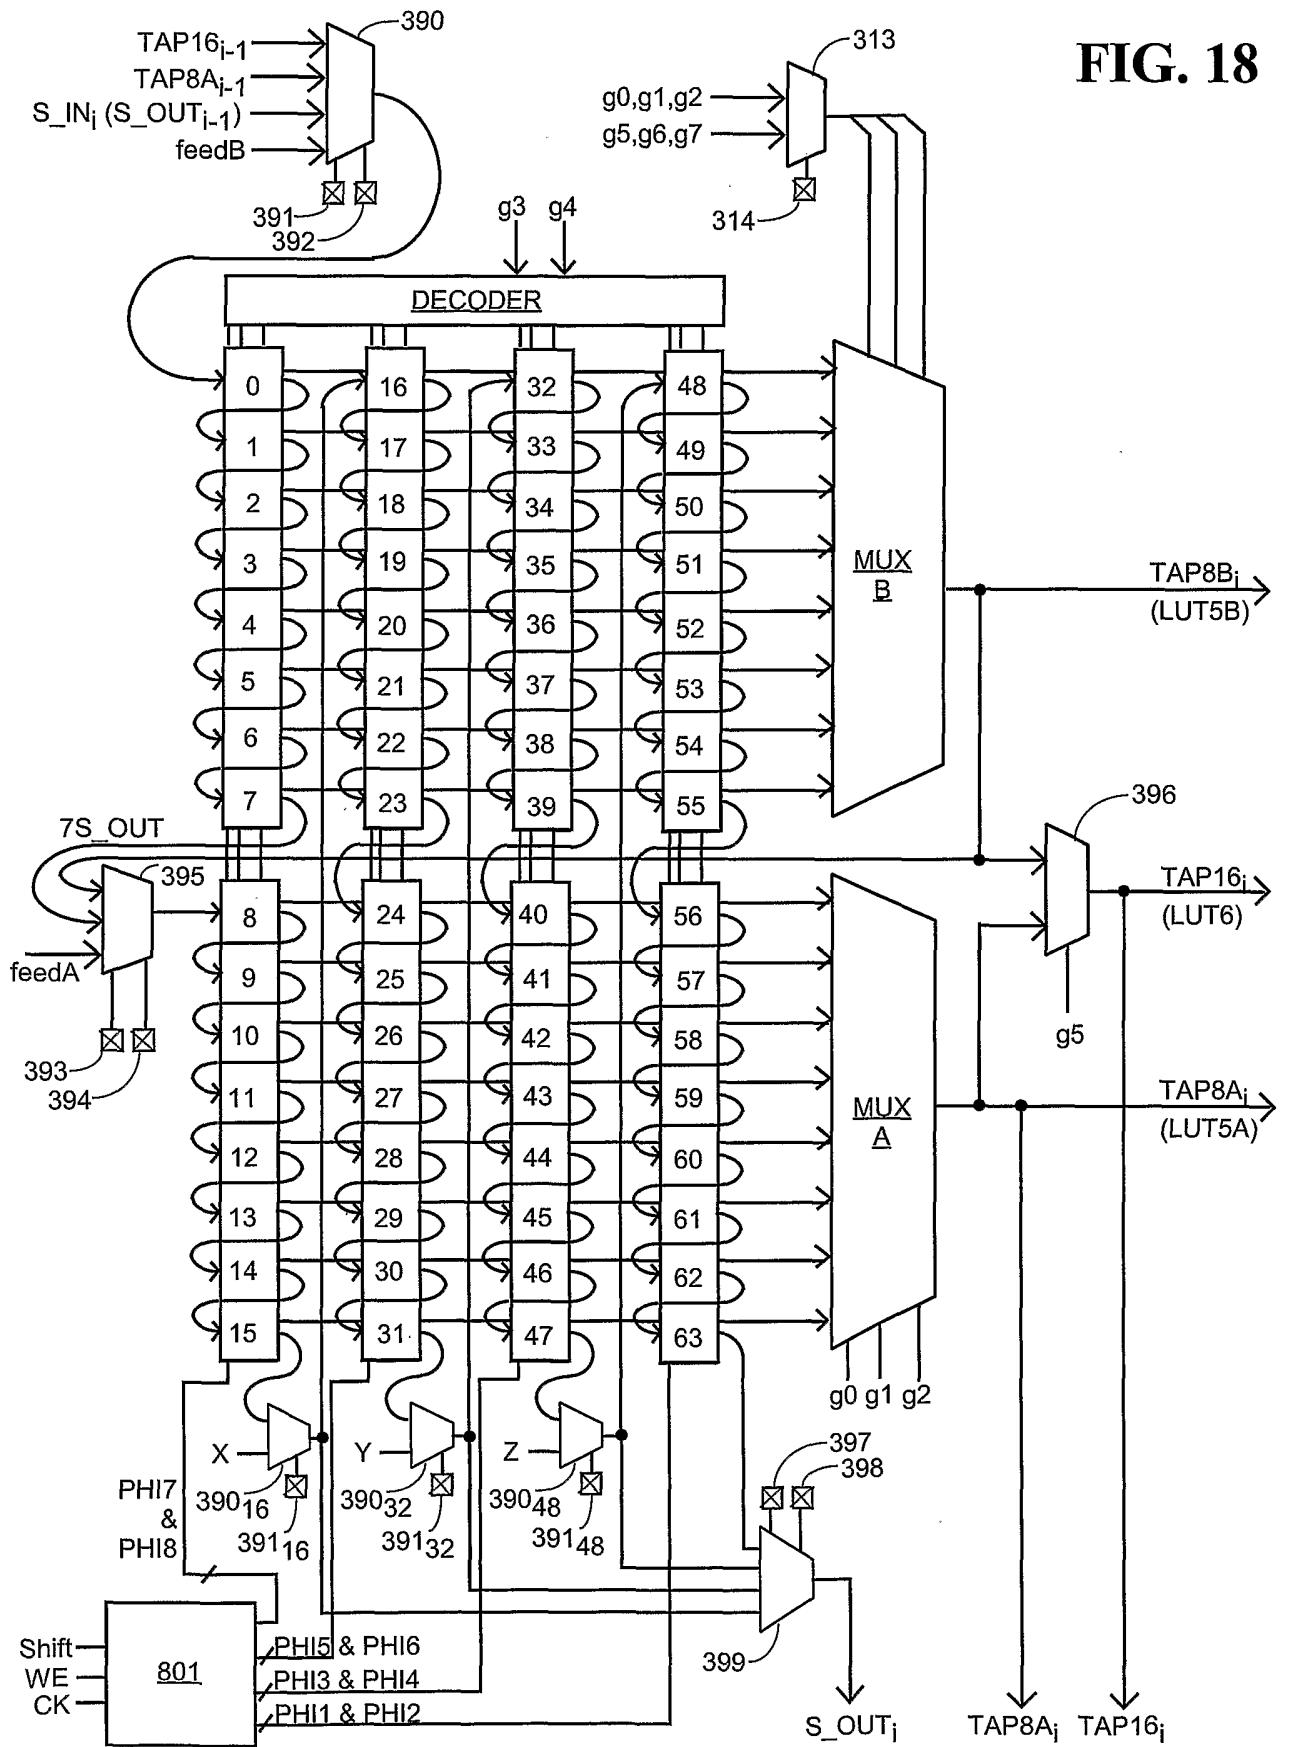 FIG. 18
390
TAP16i-1
TAP8Ai-1
S_INi (S_OUTi-1)
feedB
391
392
313
g0,g1,g2
g5,g6,g7
314
g3 g4
DECODER
0 16 32 48
1 17 33 49
2 18 34 50
3 19 35 51
4 20 36 52
5 21 37 53
6 22 38 54
7 23 39 55
MUX
B
TAP8Bi
(LUT5B)
7S_OUT
395
feedA
393
394
396
TAP16i
(LUT6)
g5
8 24 40 56
9 25 41 57
10 26 42 58
11 27 43 59
12 28 44 60
13 29 45 61
14 30 46 62
15 31 47 63
MUX
A
TAP8Ai
(LUT5A)
g0 g1 g2
X Y Z
39016 39032 39048
39116 39132 39148
397
398
399
PHI7
&
PHI8
Shift
WE
CK
801
PHI5 & PHI6
PHI3 & PHI4
PHI1 & PHI2
S_OUTi TAP8Ai TAP16i